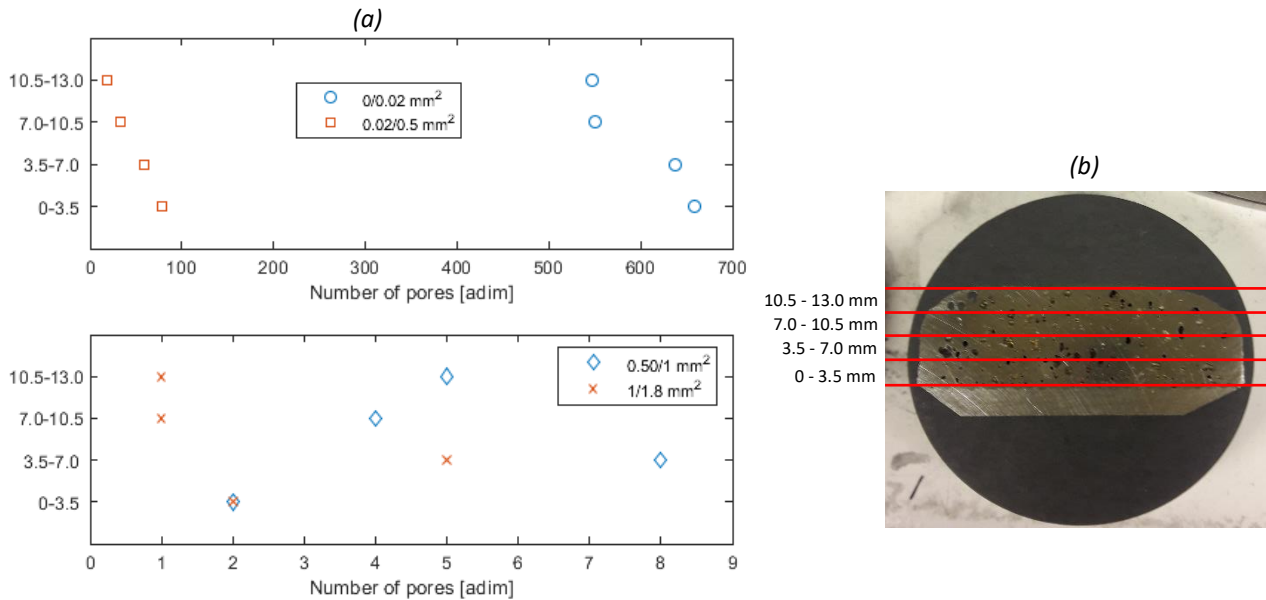 (a)
10.5-13.0
7.0-10.5
3.5-7.0
0-3.5
0/0.02 mm²
0.02/0.5 mm²
0 100 200 300 400 500 600 700
Number of pores [adim]
10.5-13.0
7.0-10.5
3.5-7.0
0-3.5
0.50/1 mm²
1/1.8 mm²
0 1 2 3 4 5 6 7 8 9
Number of pores [adim]
(b)
10.5 - 13.0 mm
7.0 - 10.5 mm
3.5 - 7.0 mm
0 - 3.5 mm